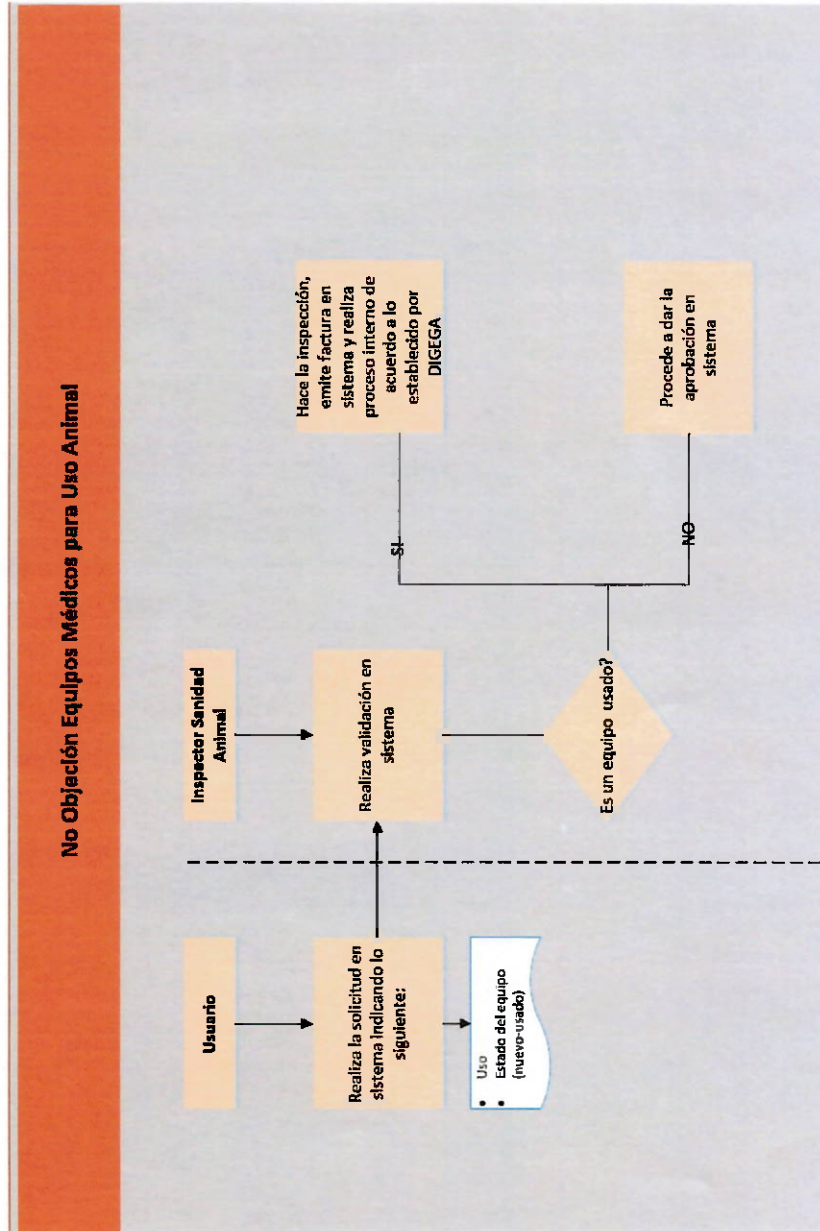 No Objeción Equipos Médicos para Uso Animal
Usuario
Realiza la solicitud en
sistema indicando lo
siguiente:
• Uso
• Estado del equipo
(nuevo-usado)
Inspector Sanidad
Animal
Realiza validación en
sistema
Es un equipo usado?
SI
Hace la inspección,
emite factura en
sistema y realiza
proceso interno de
acuerdo a lo
establecido por
DIGEGA
NO
Procede a dar la
aprobación en
sistema